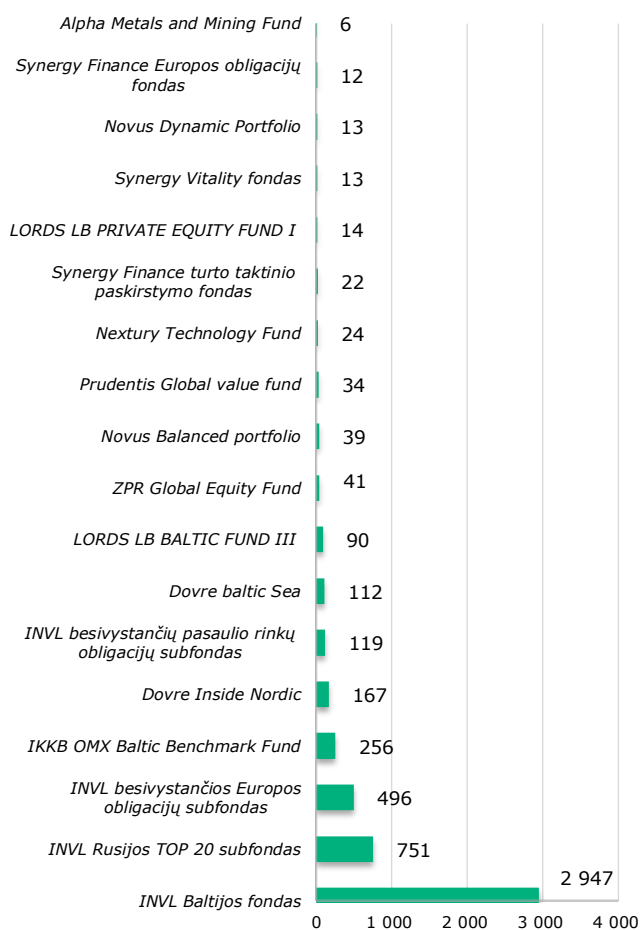 Alpha Metals and Mining Fund 6
Synergy Finance Europos obligacijų
fondas 12
Novus Dynamic Portfolio 13
Synergy Vitality fondas 13
LORDS LB PRIVATE EQUITY FUND I 14
Synergy Finance turto taktinio
paskirstymo fondas 22
Nextury Technology Fund 24
Prudentis Global value fund 34
Novus Balanced portfolio 39
ZPR Global Equity Fund 41
LORDS LB BALTIC FUND III 90
Dovre baltic Sea 112
INVL besivystančių pasaulio rinkų
obligacijų subfondas 119
Dovre Inside Nordic 167
IKKB OMX Baltic Benchmark Fund 256
INVL besivystančios Europos
obligacijų subfondas 496
INVL Rusijos TOP 20 subfondas 751
INVL Baltijos fondas 2 947
0 1 000 2 000 3 000 4 000